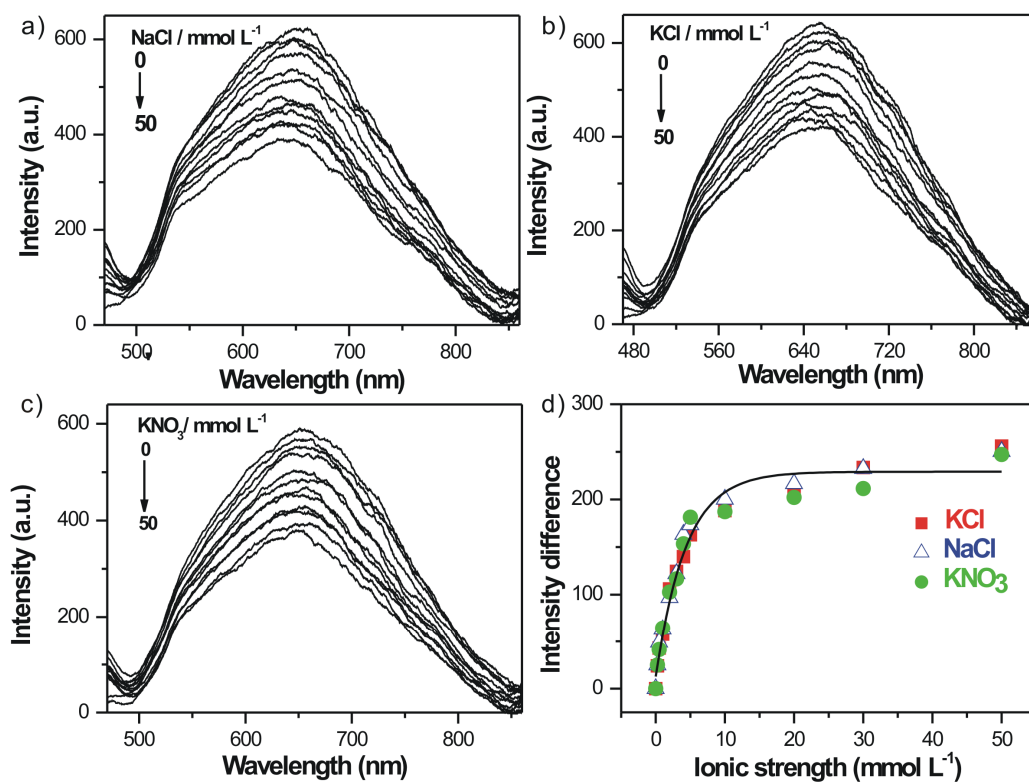 a)
NaCl / mmol L⁻¹
0
50
600
400
200
0
Intensity (a.u.)
500
600
700
800
Wavelength (nm)
b)
KCl / mmol L⁻¹
0
50
600
400
200
0
Intensity (a.u.)
480
560
640
720
800
Wavelength (nm)
c)
KNO₃/ mmol L⁻¹
0
50
600
400
200
0
Intensity (a.u.)
500
600
700
800
Wavelength (nm)
d)
300
200
100
0
Intensity difference
KCl
NaCl
KNO₃
0
10
20
30
40
50
Ionic strength (mmol L⁻¹)